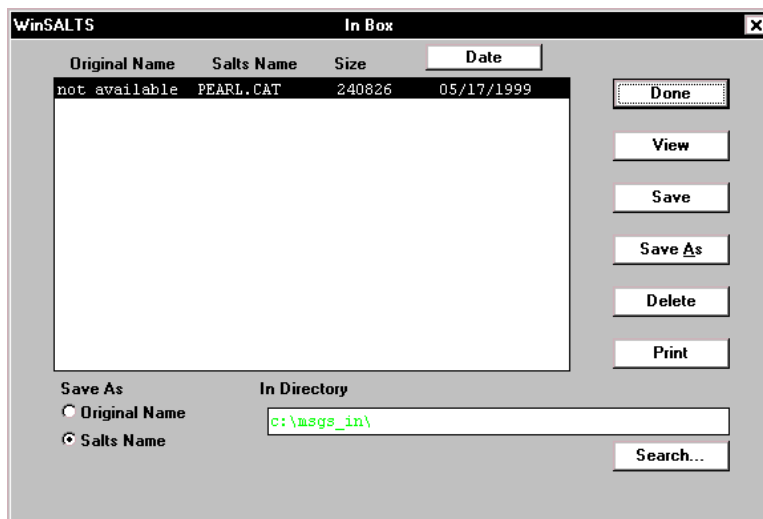 WinSALTS In Box
Original Name Salts Name Size Date
not available PEARL.CAT 240826 05/17/1999
Done
View
Save
Save As
Delete
Print
Save As
Original Name
Salts Name
In Directory
c:\msgs_in\
Search...